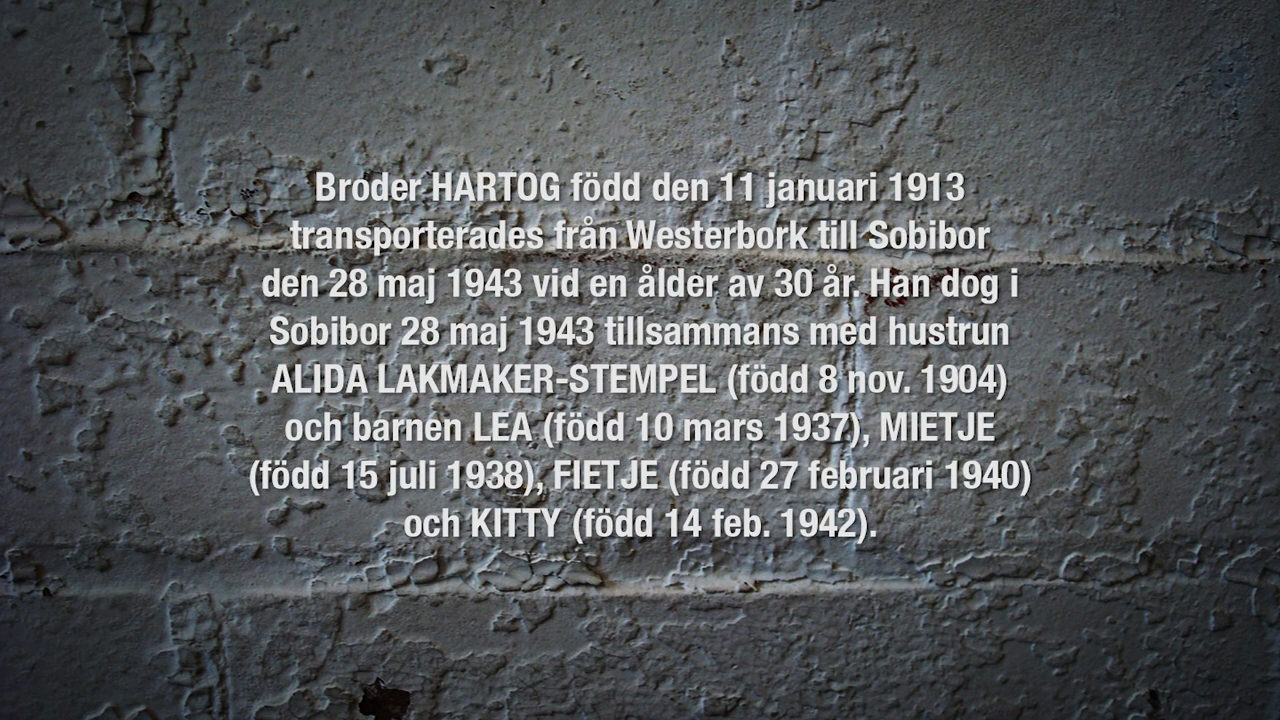 Broder HARTOG född den 11 januari 1913
transporterades från Westerbork till Sobibor
den 28 maj 1943 vid en ålder av 30 år. Han dog i
Sobibor 28 maj 1943 tillsammans med hustrun
ALIDA LAKMAKER-STEMPEL (född 8 nov. 1904)
och barnen LEA (född 10 mars 1937), MIETJE
(född 15 juli 1938), FIETJE (född 27 februari 1940)
och KITTY (född 14 feb. 1942).